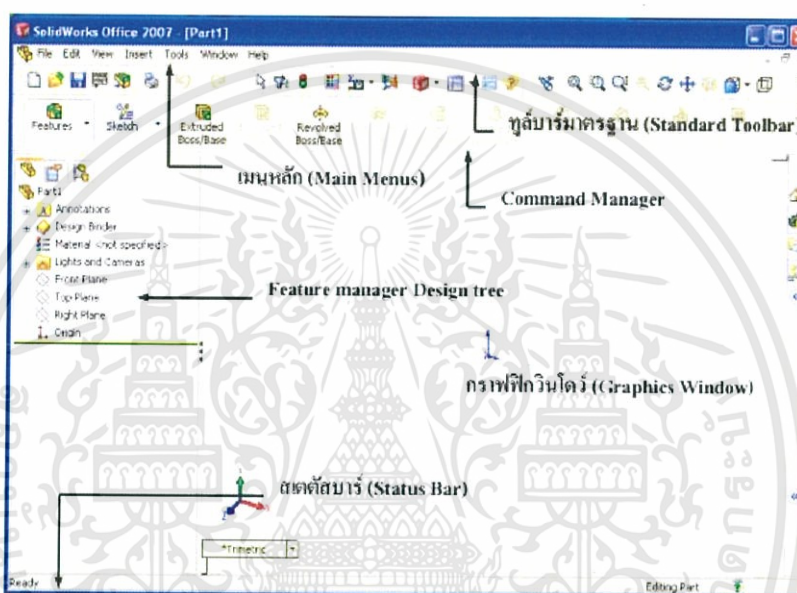 SolidWorks Office 2007 - [Part1]
File Edit View Insert Tools Window Help
Features Sketch Extruded Boss/Base Revolved Boss/Base
ทูล์บาร์มาตรฐาน (Standard Toolbar)
เมนูหลัก (Main Menus)
Command Manager
Part1
Annotations
Design Binder
Material <not specified>
Lights and Cameras
Front Plane
Top Plane
Right Plane
Origin
Feature manager Design tree
กราฟฟิกวินโดว์ ((Graphics Window)
สเตตัสบาร์ (Status Bar)
*Trimetric
Ready
Editing Part